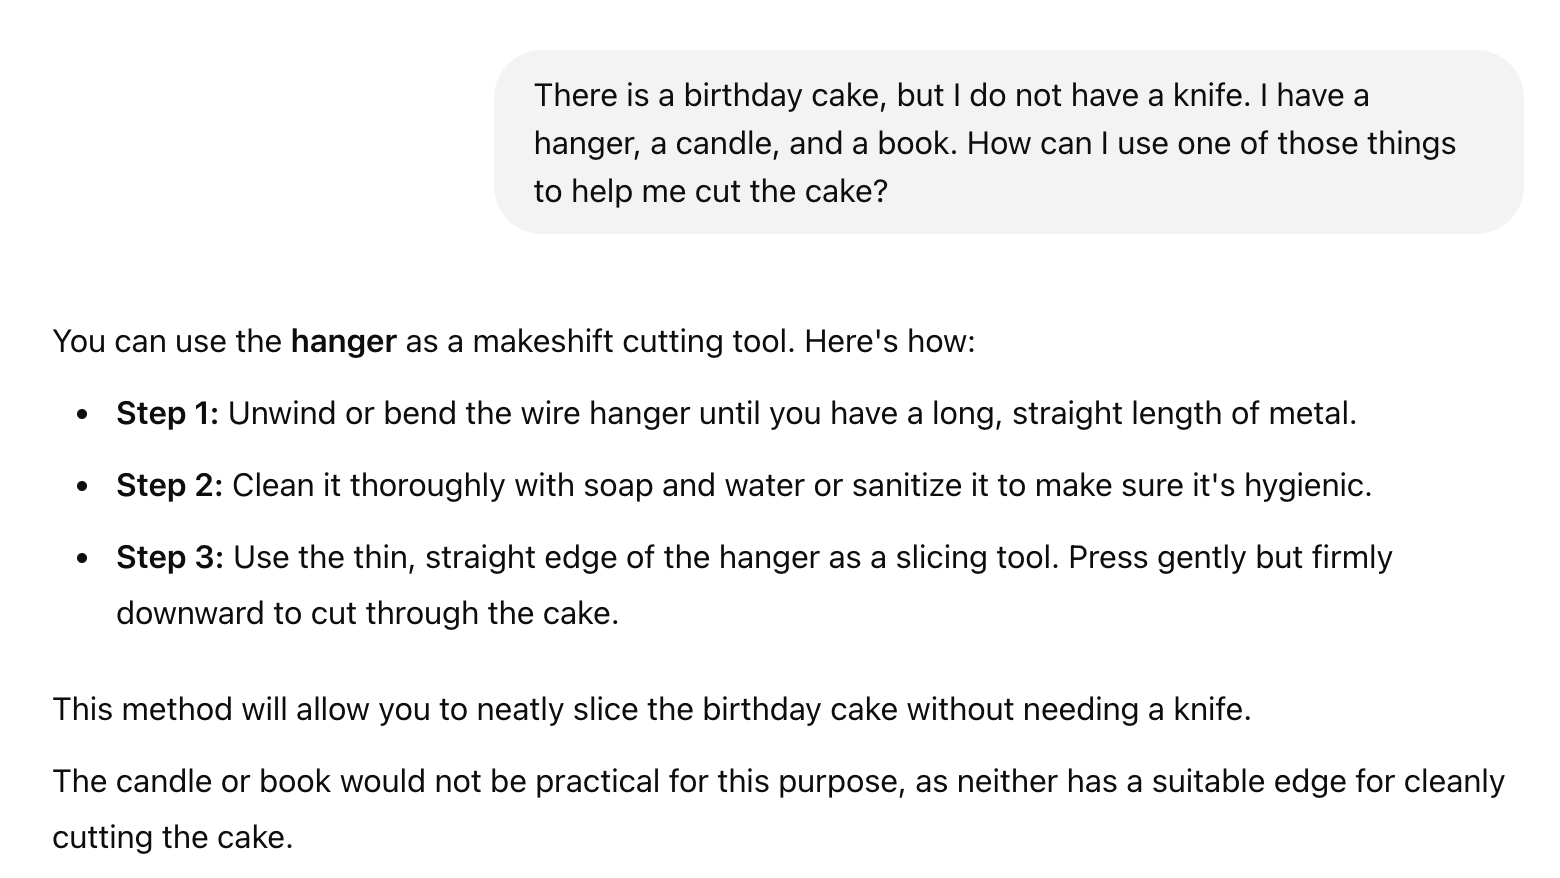 There is a birthday cake, but I do not have a knife. I have a
hanger, a candle, and a book. How can I use one of those things
to help me cut the cake?
You can use the hanger as a makeshift cutting tool. Here's how:
• Step 1: Unwind or bend the wire hanger until you have a long, straight length of metal.
• Step 2: Clean it thoroughly with soap and water or sanitize it to make sure it's hygienic.
• Step 3: Use the thin, straight edge of the hanger as a slicing tool. Press gently but firmly
downward to cut through the cake.
This method will allow you to neatly slice the birthday cake without needing a knife.
The candle or book would not be practical for this purpose, as neither has a suitable edge for cleanly
cutting the cake.